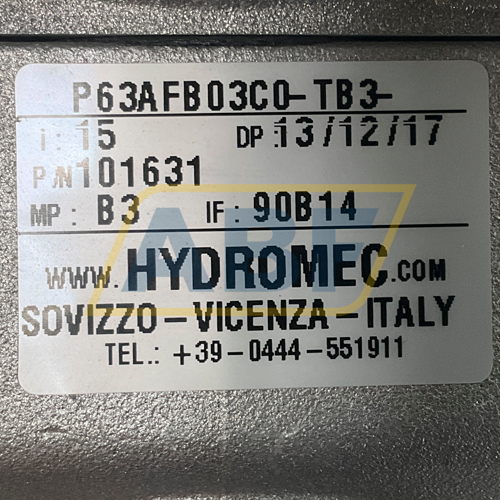 P63AFB03C0-TB3-
i: 15 DP: 13/12/17
P/N 101631
MP: B3 IF: 90B14
ABF
www.HYDROMEC.com
SOVIZZO-VICENZA-ITALY
TEL.: +39-0444-551911